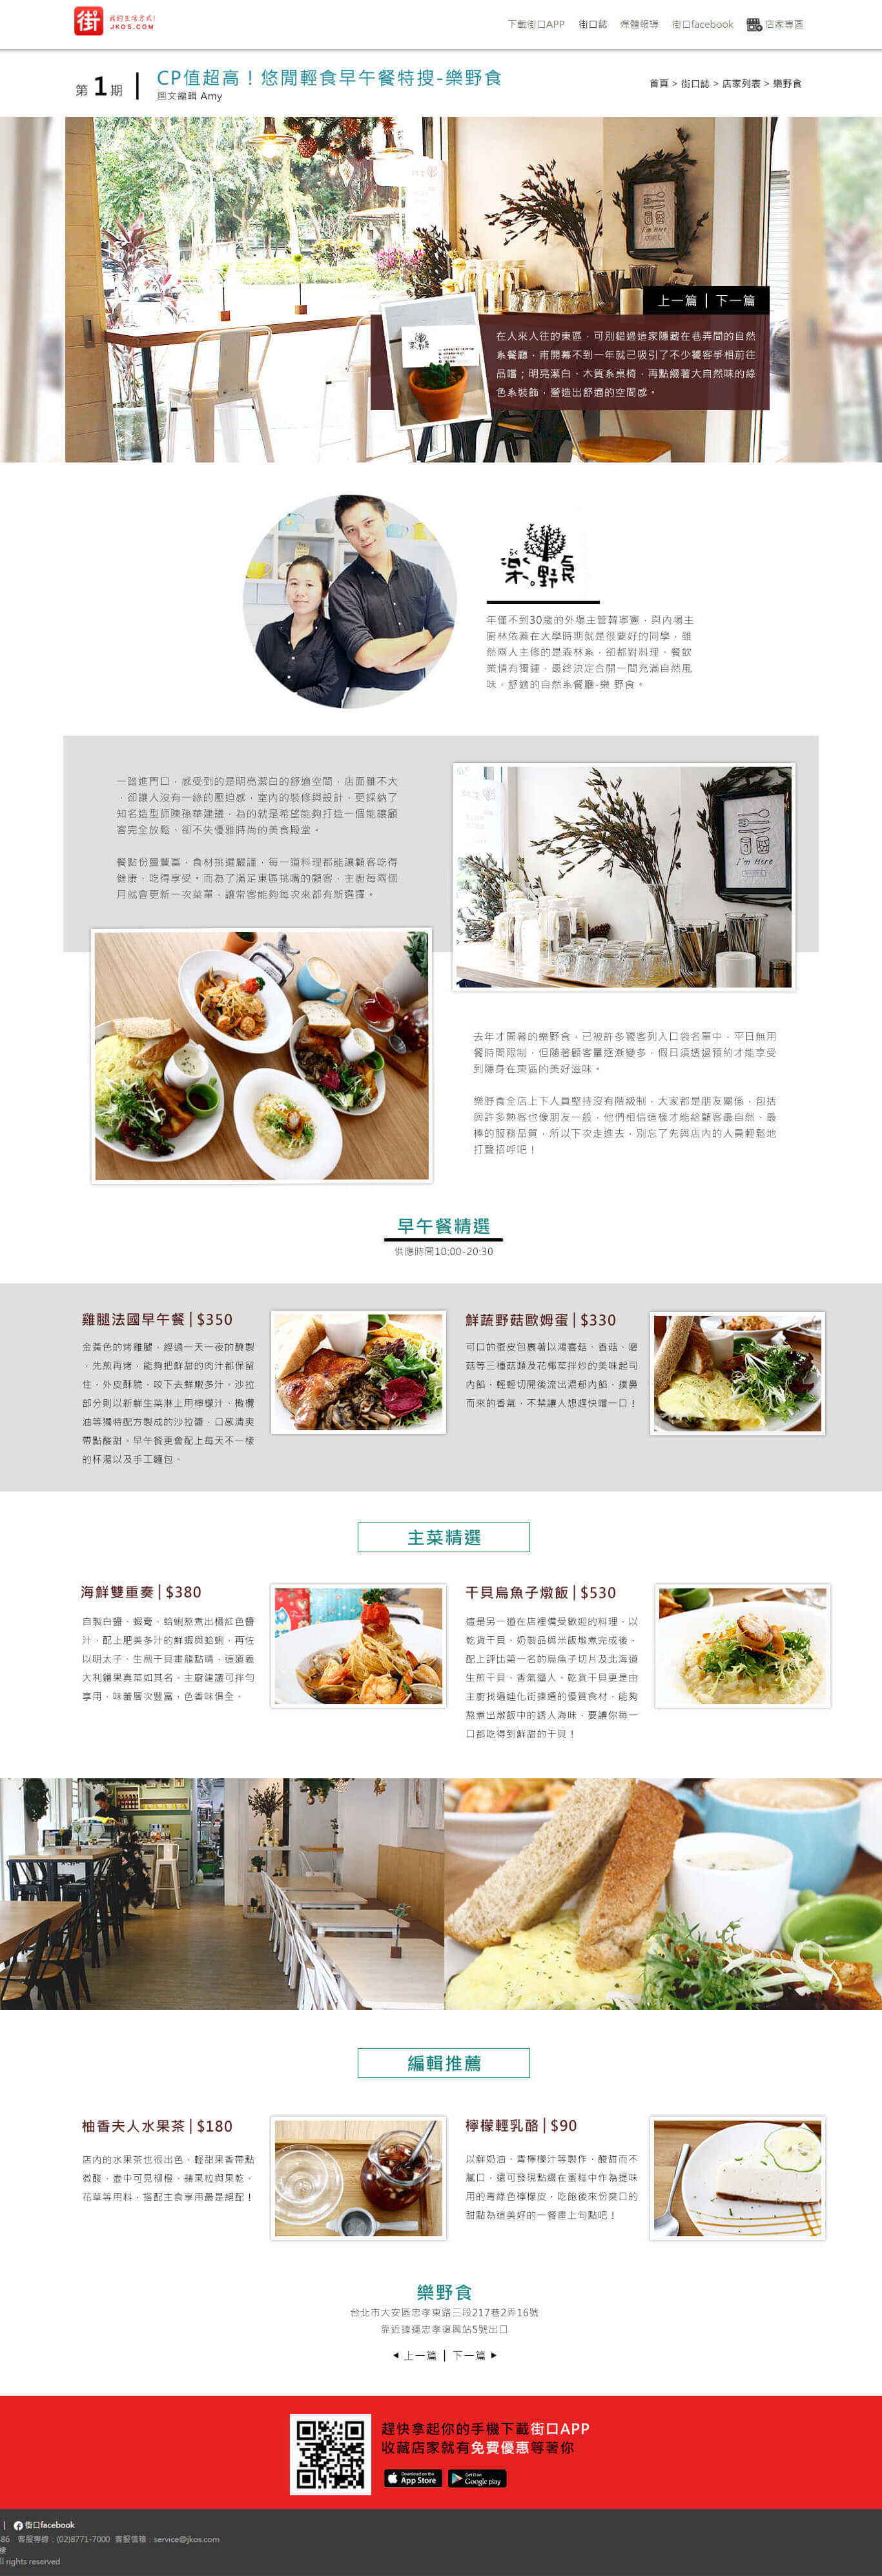 街 我的生活方式!
JKOS.COM
下載街口APP 街口誌 媒體報導 街口facebook 店家專區
第1期 CP值超高！悠閒輕食早午餐特搜-樂野食
圖文編輯 Amy
首頁 > 街口誌 > 店家列表 > 樂野食
上一篇 | 下一篇
在人來人往的東區，可別錯過這家隱藏在巷弄間的自然
系餐廳，甫開幕不到一年就已吸引了不少饕客爭相前往
品嚐；明亮潔白、木質系桌椅，再點綴著大自然味的綠
色系裝飾，營造出舒適的空間感。
樂野食
年僅不到30歲的外場主管韓寧憲，與內場主
廚林依薰在大學時期就是很要好的同學，雖
然兩人主修的是森林系，卻都對料理、餐飲
業情有獨鍾，最終決定合開一間充滿自然風
味、舒適的自然系餐廳-樂 野食。
一踏進門口，感受到的是明亮潔白的舒適空間，店面雖不大
，卻讓人沒有一絲的壓迫感，室內的裝修與設計，更採納了
知名造型師陳孫華建議，為的就是希望能夠打造一個能讓顧
客完全放鬆、卻不失優雅時尚的美食殿堂。
餐點份量豐富，食材挑選嚴謹，每一道料理都能讓顧客吃得
健康、吃得享受。而為了滿足東區挑嘴的顧客，主廚每兩個
月就會更新一次菜單，讓常客能夠每次來都有新選擇。
I'm Here
去年才開幕的樂野食，已被許多饕客列入口袋名單中，平日無用
餐時間限制，但隨著顧客量逐漸變多，假日須透過預約才能享受
到隱身在東區的美好滋味。
樂野食全店上下人員堅持沒有階級制，大家都是朋友關係，包括
與許多熟客也像朋友一般，他們相信這樣才能給顧客最自然、最
棒的服務品質，所以下次走進去，別忘了先與店內的人員輕鬆地
打聲招呼吧！
早午餐精選
供應時間10:00-20:30
雞腿法國早午餐│$350
金黃色的烤雞腿，經過一天一夜的醃製
，先煎再烤，能夠把鮮甜的肉汁都保留
住，外皮酥脆，咬下去鮮嫩多汁。沙拉
部分則以新鮮生菜淋上用檸檬汁、橄欖
油等獨特配方製成的沙拉醬，口感清爽
帶點酸甜。早午餐更會配上每天不一樣
的杯湯以及手工麵包。
鮮蔬野菇歐姆蛋│$330
可口的蛋皮包裹著以鴻喜菇、香菇、磨
菇等三種菇類及花椰菜拌炒的美味起司
內餡，輕輕切開後流出濃郁內餡，撲鼻
而來的香氣，不禁讓人想趕快嚐一口！
主菜精選
海鮮雙重奏│$380
自製白醬、蝦膏、蛤蜊熬煮出橘紅色醬
汁，配上肥美多汁的鮮蝦與蛤蜊，再佐
以明太子、生煎干貝畫龍點睛，這道義
大利麵果真菜如其名。主廚建議可拌勻
享用，味蕾層次豐富，色香味俱全。
干貝烏魚子燉飯│$530
這是另一道在店裡備受歡迎的料理，以
乾貨干貝、奶製品與米飯燉煮完成後，
配上評比第一名的烏魚子切片及北海道
生煎干貝，香氣逼人。乾貨干貝更是由
主廚找遍迪化街揀選的優質食材，能夠
熬煮出燉飯中的誘人海味，要讓你每一
口都吃得到鮮甜的干貝！
編輯推薦
柚香夫人水果茶│$180
店內的水果茶也很出色，輕甜果香帶點
微酸，壺中可見柳橙、蘋果粒與果乾、
花草等用料，搭配主食享用最是絕配！
檸檬輕乳酪│$90
以鮮奶油、青檸檬汁等製作，酸甜而不
膩口，還可發現點綴在蛋糕中作為提味
用的青綠色檸檬皮，吃飽後來份爽口的
甜點為這美好的一餐畫上句點吧！
樂野食
台北市大安區忠孝東路三段217巷2弄16號
靠近捷運忠孝復興站5號出口
◀ 上一篇 | 下一篇 ▶
趕快拿起你的手機下載街口APP
收藏店家就有免費優惠等著你
Download on the App Store
Get it on Google play
| 街口facebook
86 客服專線：(02)8771-7000 客服信箱：service@jkos.com
樓
ll rights reserved